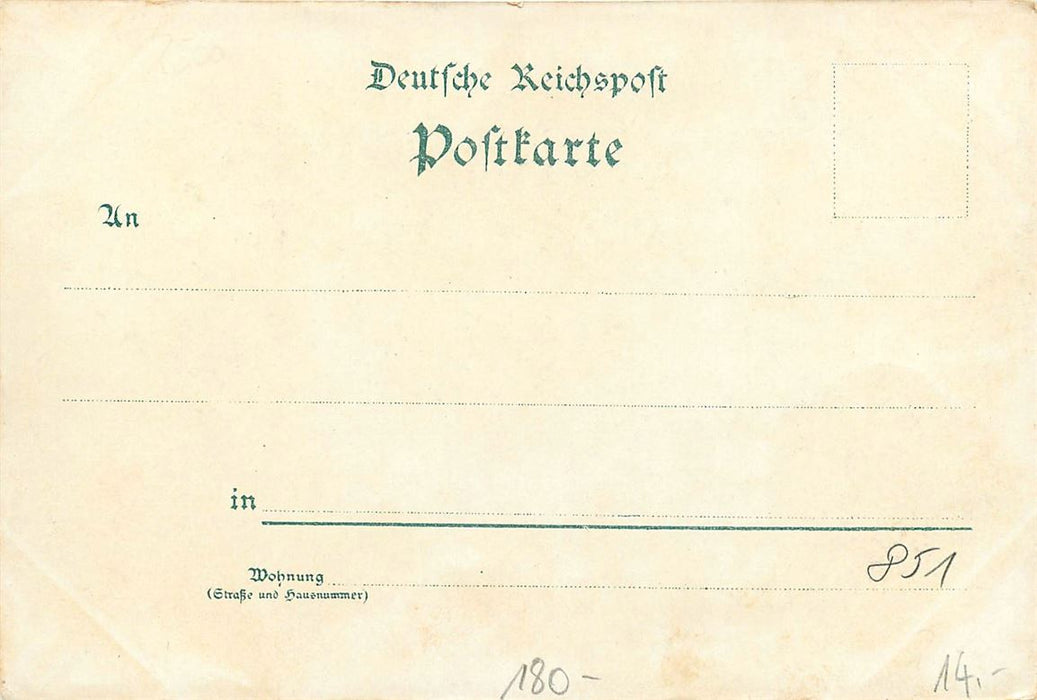 Deutsche Reichspost
Postkarte
An
in
851
Wohnung
(Straße und Hausnummer)
180-
14,-